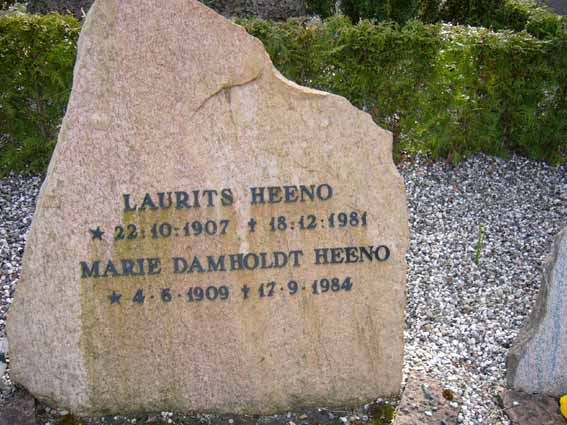 LAURITS HEENO
★ 22·10·1907 ✝ 18·12·1981
MARIE DAMHOLDT HEENO
★ 4·6·1909 ✝ 17·9·1984